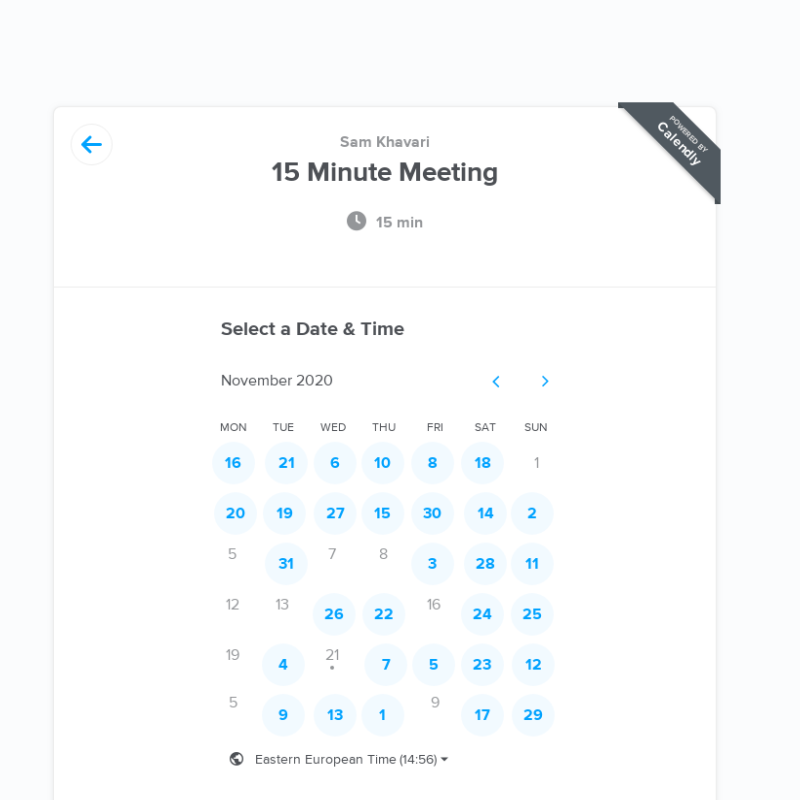 POWERED BY
Calendly
Sam Khavari
15 Minute Meeting
15 min
Select a Date & Time
November 2020
MON TUE WED THU FRI SAT SUN
16 21 6 10 8 18 1
20 19 27 15 30 14 2
5 31 7 8 3 28 11
12 13 26 22 16 24 25
19 4 21 7 5 23 12
5 9 13 1 9 17 29
Eastern European Time (14:56)